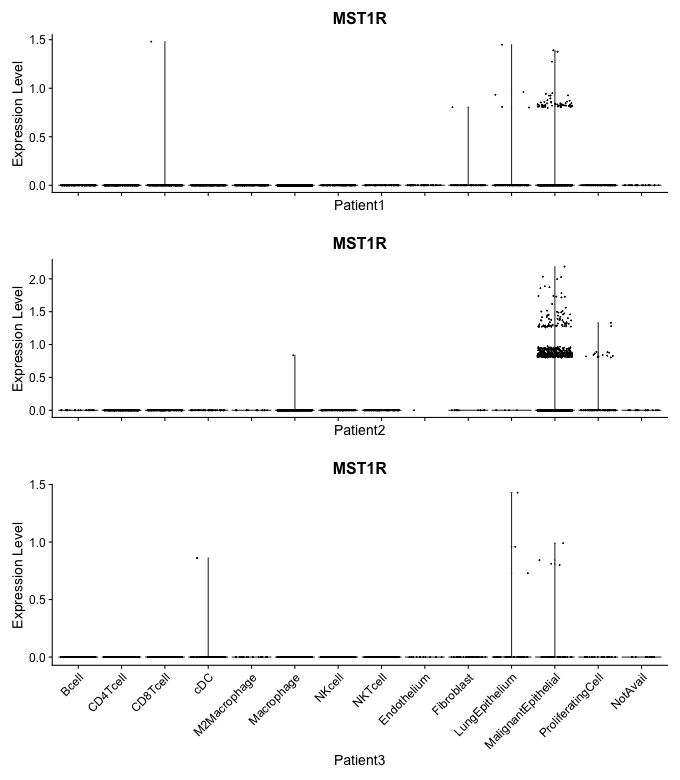 MST1R
Expression Level
1.5
1.0
0.5
0.0
Patient1
MST1R
Expression Level
2.0
1.5
1.0
0.5
0.0
Patient2
MST1R
Expression Level
1.5
1.0
0.5
0.0
Bcell
CD4Tcell
CD8Tcell
cDC
M2Macrophage
Macrophage
NKcell
NKTcell
Endothelium
Fibroblast
LungEpithelium
MalignantEpithelial
ProliferatingCell
NotAvail
Patient3